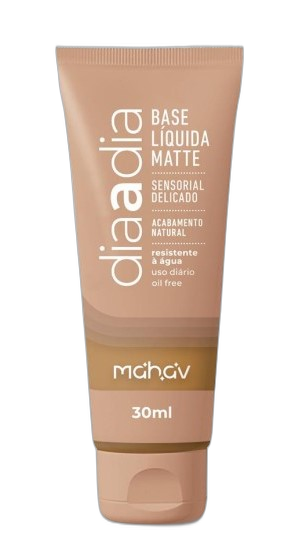 diaadia
BASE
LÍQUIDA
MATTE
SENSORIAL
DELICADO
ACABAMENTO
NATURAL
resistente
à água
uso diário
oil free
mahav
30ml